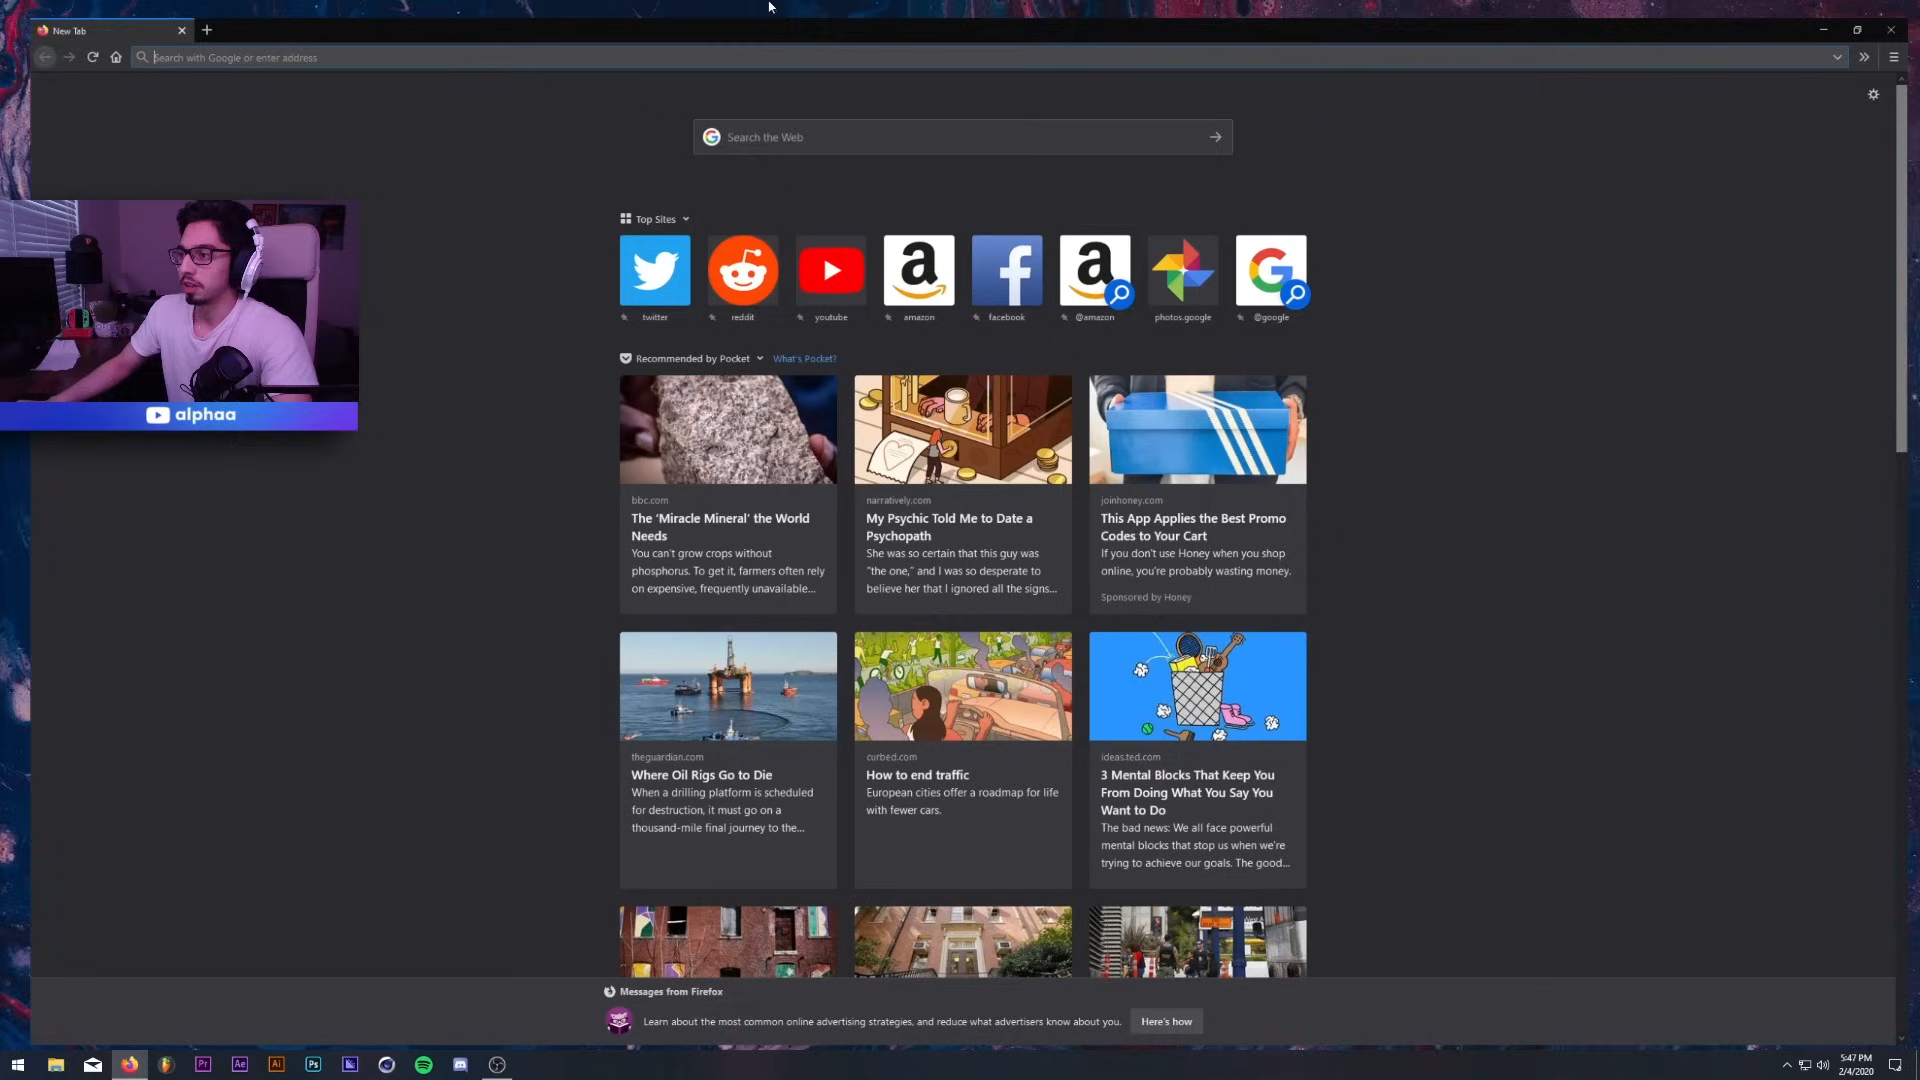 New Tab
Search with Google or enter address
Search the Web
Top Sites
twitter
reddit
youtube
amazon
facebook
@amazon
photos.google
@google
Recommended by Pocket
What's Pocket?
alphaa
bbc.com
The 'Miracle Mineral' the World
Needs
You can't grow crops without
phosphorus. To get it, farmers often rely
on expensive, frequently unavailable...
narratively.com
My Psychic Told Me to Date a
Psychopath
She was so certain that this guy was
"the one," and I was so desperate to
believe her that I ignored all the signs...
joinhoney.com
This App Applies the Best Promo
Codes to Your Cart
If you don't use Honey when you shop
online, you're probably wasting money.
Sponsored by Honey
theguardian.com
Where Oil Rigs Go to Die
When a drilling platform is scheduled
for destruction, it must go on a
thousand-mile final journey to the...
curbed.com
How to end traffic
European cities offer a roadmap for life
with fewer cars.
ideas.ted.com
3 Mental Blocks That Keep You
From Doing What You Say You
Want to Do
The bad news: We all face powerful
mental blocks that stop us when we're
trying to achieve our goals. The good...
Messages from Firefox
Learn about the most common online advertising strategies, and reduce what advertisers know about you.
Here's how
Pr
Ae
Ai
Ps
5:47 PM
2/4/2020